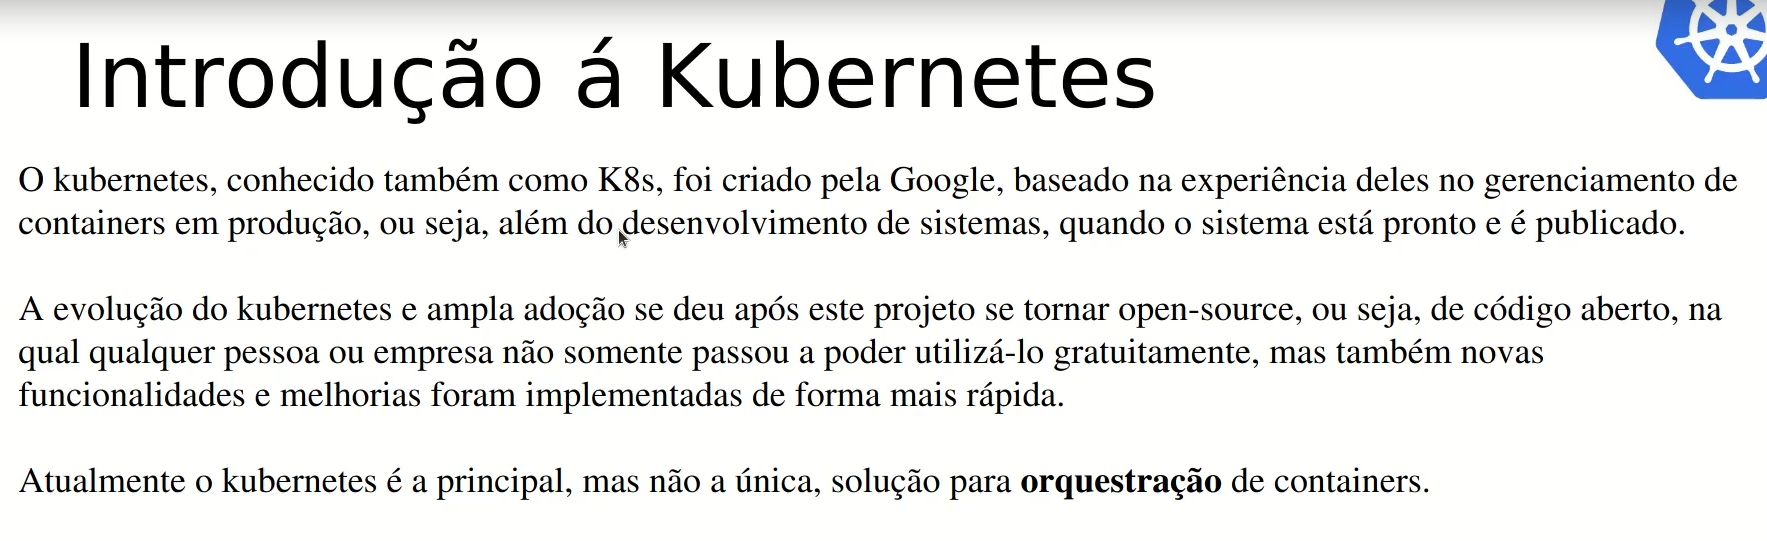 Introdução á Kubernetes
O kubernetes, conhecido também como K8s, foi criado pela Google, baseado na experiência deles no gerenciamento de
containers em produção, ou seja, além do desenvolvimento de sistemas, quando o sistema está pronto e é publicado.
A evolução do kubernetes e ampla adoção se deu após este projeto se tornar open-source, ou seja, de código aberto, na
qual qualquer pessoa ou empresa não somente passou a poder utilizá-lo gratuitamente, mas também novas
funcionalidades e melhorias foram implementadas de forma mais rápida.
Atualmente o kubernetes é a principal, mas não a única, solução para orquestração de containers.